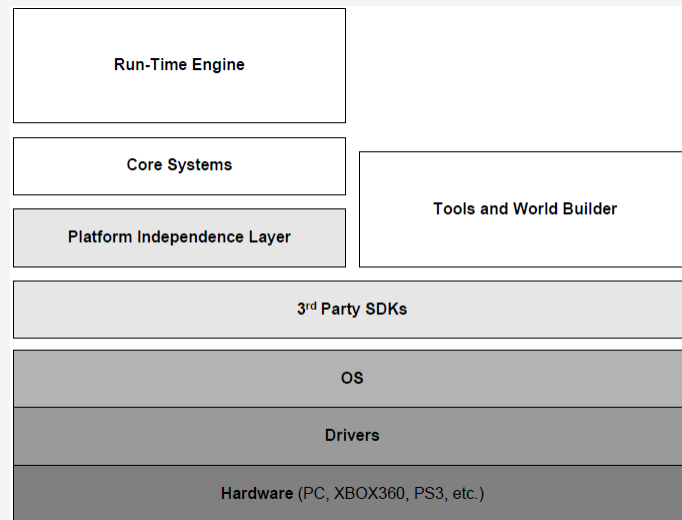 Run-Time Engine
Core Systems
Platform Independence Layer
Tools and World Builder
3rd Party SDKs
OS
Drivers
Hardware (PC, XBOX360, PS3, etc.)